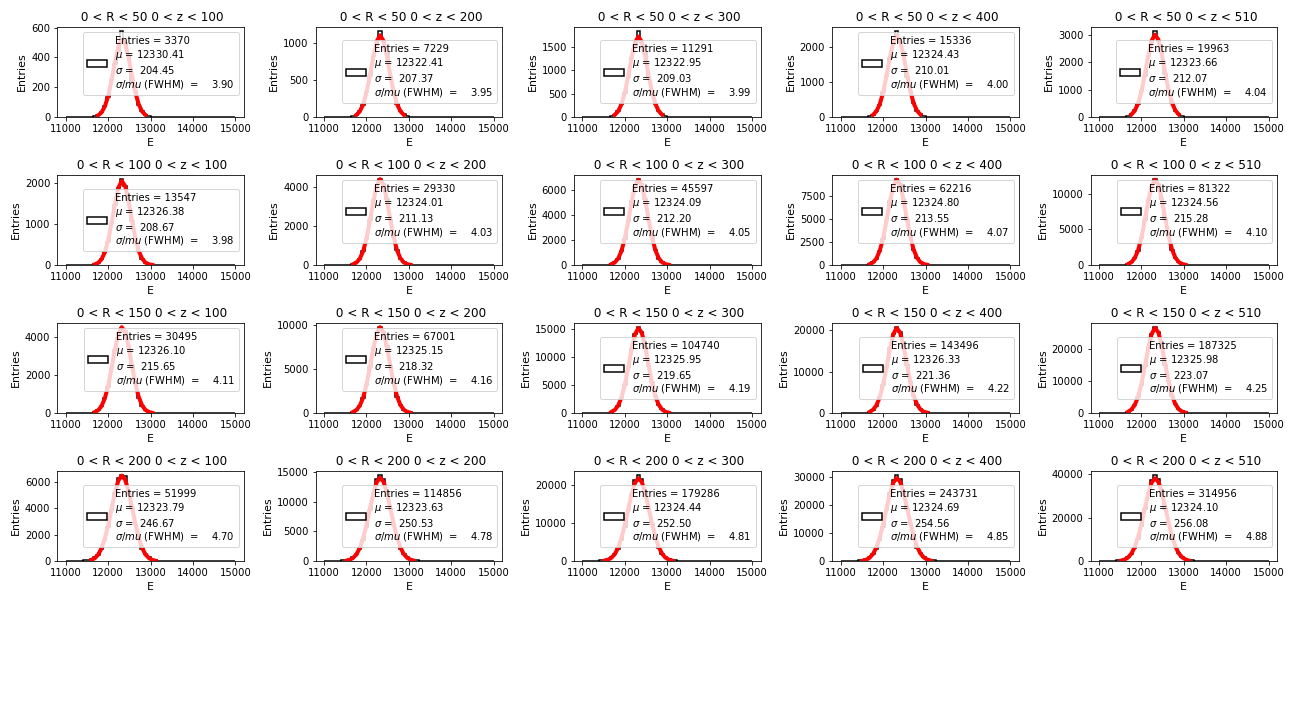 0 < R < 50 0 < z < 100
Entries
600
400
200
0
Entries = 3370
μ = 12330.41
σ = 204.45
σ/mu (FWHM) = 3.90
11000 12000 13000 14000 15000
E
0 < R < 50 0 < z < 200
Entries
1000
500
0
Entries = 7229
μ = 12322.41
σ = 207.37
σ/mu (FWHM) = 3.95
11000 12000 13000 14000 15000
E
0 < R < 50 0 < z < 300
Entries
1500
1000
500
0
Entries = 11291
μ = 12322.95
σ = 209.03
σ/mu (FWHM) = 3.99
11000 12000 13000 14000 15000
E
0 < R < 50 0 < z < 400
Entries
2000
1000
0
Entries = 15336
μ = 12324.43
σ = 210.01
σ/mu (FWHM) = 4.00
11000 12000 13000 14000 15000
E
0 < R < 50 0 < z < 510
Entries
3000
2000
1000
0
Entries = 19963
μ = 12323.66
σ = 212.07
σ/mu (FWHM) = 4.04
11000 12000 13000 14000 15000
E
0 < R < 100 0 < z < 100
Entries
2000
1000
0
Entries = 13547
μ = 12326.38
σ = 208.67
σ/mu (FWHM) = 3.98
11000 12000 13000 14000 15000
E
0 < R < 100 0 < z < 200
Entries
4000
2000
0
Entries = 29330
μ = 12324.01
σ = 211.13
σ/mu (FWHM) = 4.03
11000 12000 13000 14000 15000
E
0 < R < 100 0 < z < 300
Entries
6000
4000
2000
0
Entries = 45597
μ = 12324.09
σ = 212.20
σ/mu (FWHM) = 4.05
11000 12000 13000 14000 15000
E
0 < R < 100 0 < z < 400
Entries
7500
5000
2500
0
Entries = 62216
μ = 12324.80
σ = 213.55
σ/mu (FWHM) = 4.07
11000 12000 13000 14000 15000
E
0 < R < 100 0 < z < 510
Entries
10000
5000
0
Entries = 81322
μ = 12324.56
σ = 215.28
σ/mu (FWHM) = 4.10
11000 12000 13000 14000 15000
E
0 < R < 150 0 < z < 100
Entries
4000
2000
0
Entries = 30495
μ = 12326.10
σ = 215.65
σ/mu (FWHM) = 4.11
11000 12000 13000 14000 15000
E
0 < R < 150 0 < z < 200
Entries
10000
5000
0
Entries = 67001
μ = 12325.15
σ = 218.32
σ/mu (FWHM) = 4.16
11000 12000 13000 14000 15000
E
0 < R < 150 0 < z < 300
Entries
15000
10000
5000
0
Entries = 104740
μ = 12325.95
σ = 219.65
σ/mu (FWHM) = 4.19
11000 12000 13000 14000 15000
E
0 < R < 150 0 < z < 400
Entries
20000
10000
0
Entries = 143496
μ = 12326.33
σ = 221.36
σ/mu (FWHM) = 4.22
11000 12000 13000 14000 15000
E
0 < R < 150 0 < z < 510
Entries
20000
10000
0
Entries = 187325
μ = 12325.98
σ = 223.07
σ/mu (FWHM) = 4.25
11000 12000 13000 14000 15000
E
0 < R < 200 0 < z < 100
Entries
6000
4000
2000
0
Entries = 51999
μ = 12323.79
σ = 246.67
σ/mu (FWHM) = 4.70
11000 12000 13000 14000 15000
E
0 < R < 200 0 < z < 200
Entries
15000
10000
5000
0
Entries = 114856
μ = 12323.63
σ = 250.53
σ/mu (FWHM) = 4.78
11000 12000 13000 14000 15000
E
0 < R < 200 0 < z < 300
Entries
20000
10000
0
Entries = 179286
μ = 12324.44
σ = 252.50
σ/mu (FWHM) = 4.81
11000 12000 13000 14000 15000
E
0 < R < 200 0 < z < 400
Entries
30000
20000
10000
0
Entries = 243731
μ = 12324.69
σ = 254.56
σ/mu (FWHM) = 4.85
11000 12000 13000 14000 15000
E
0 < R < 200 0 < z < 510
Entries
40000
20000
0
Entries = 314956
μ = 12324.10
σ = 256.08
σ/mu (FWHM) = 4.88
11000 12000 13000 14000 15000
E